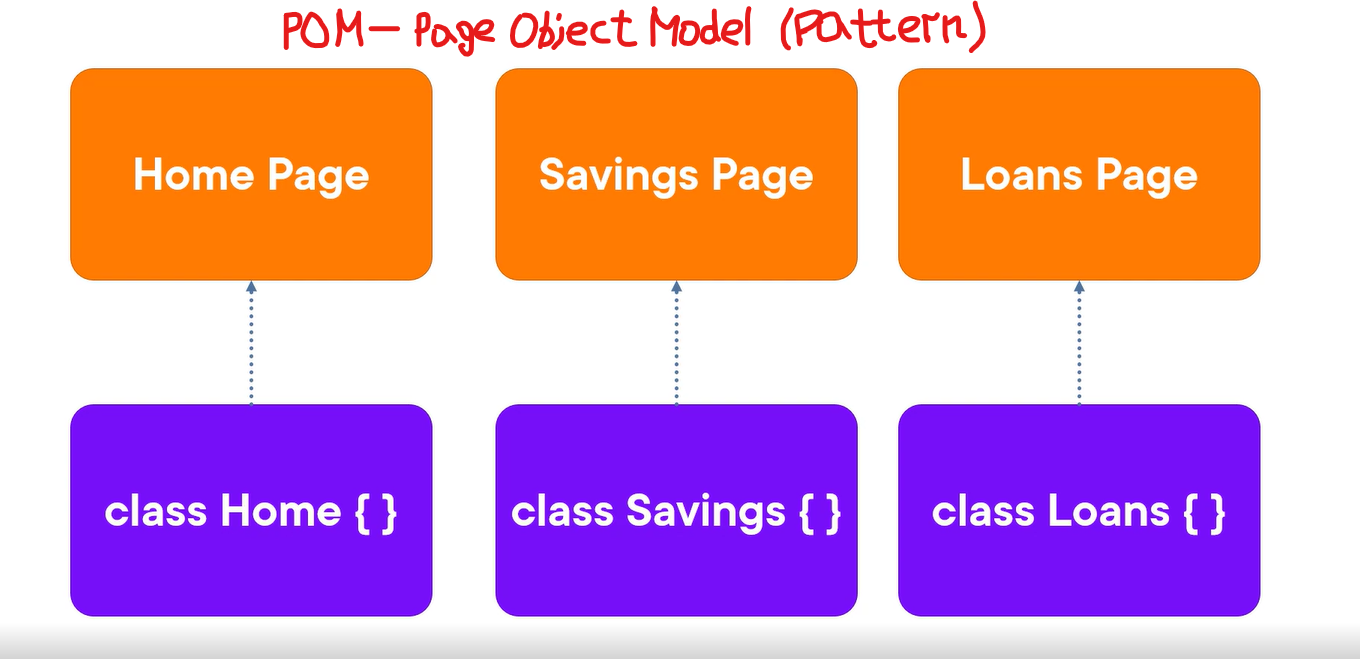 POM - Page Object Model (Pattern)
Home Page
Savings Page
Loans Page
class Home { }
class Savings { }
class Loans { }